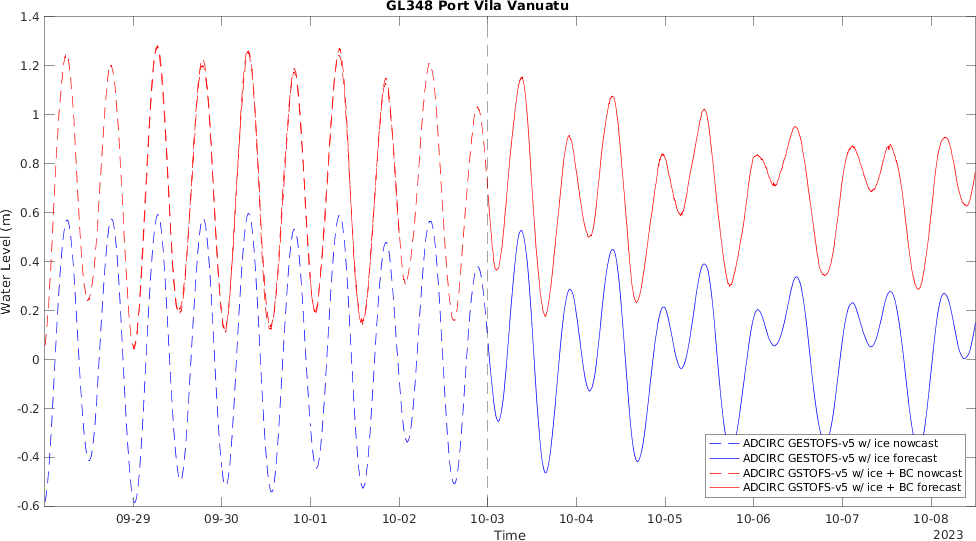 GL348 Port Vila Vanuatu
1.4
1.2
1
0.8
0.6
0.4
0.2
0
-0.2
-0.4
-0.6
Water Level (m)
ADCIRC GESTOFS-v5 w/ ice nowcast
ADCIRC GESTOFS-v5 w/ ice forecast
ADCIRC GSTOFS-v5 w/ ice + BC nowcast
ADCIRC GSTOFS-v5 w/ ice + BC forecast
09-29 09-30 10-01 10-02 10-03 10-04 10-05 10-06 10-07 10-08
Time
2023